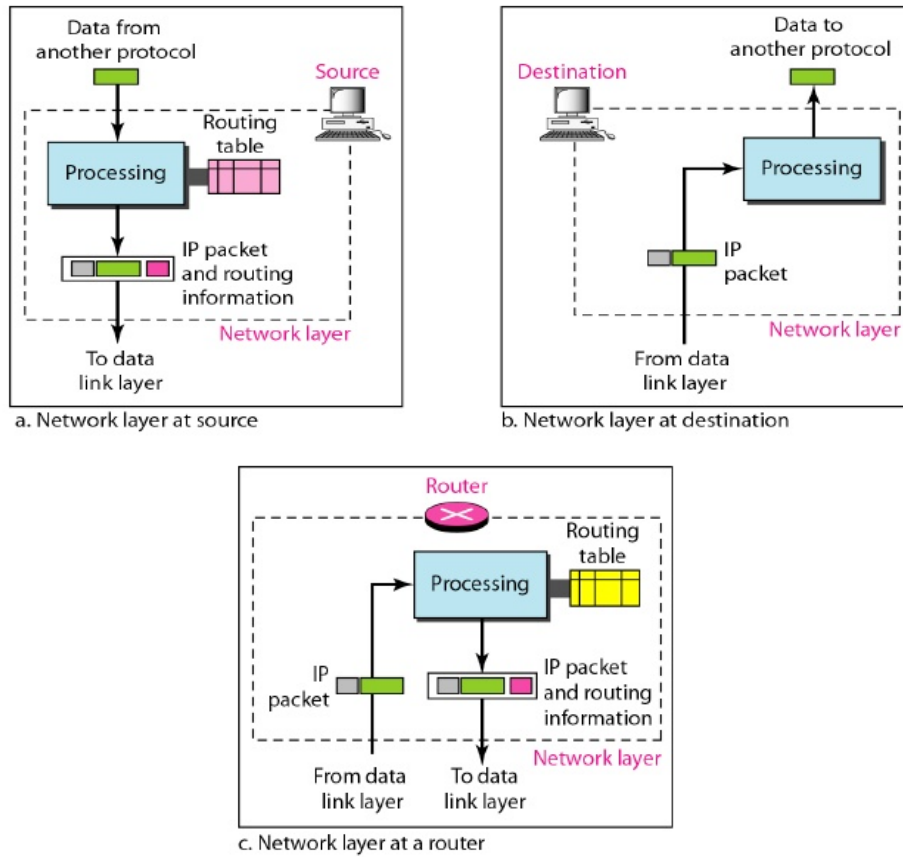 Data from
another protocol
Source
Routing
table
Processing
IP packet
and routing
information
Network layer
To data
link layer
a. Network layer at source
Data to
another protocol
Destination
Processing
IP
packet
Network layer
From data
link layer
b. Network layer at destination
Router
Routing
table
Processing
IP
packet
IP packet
and routing
information
Network layer
From data
link layer
To data
link layer
c. Network layer at a router